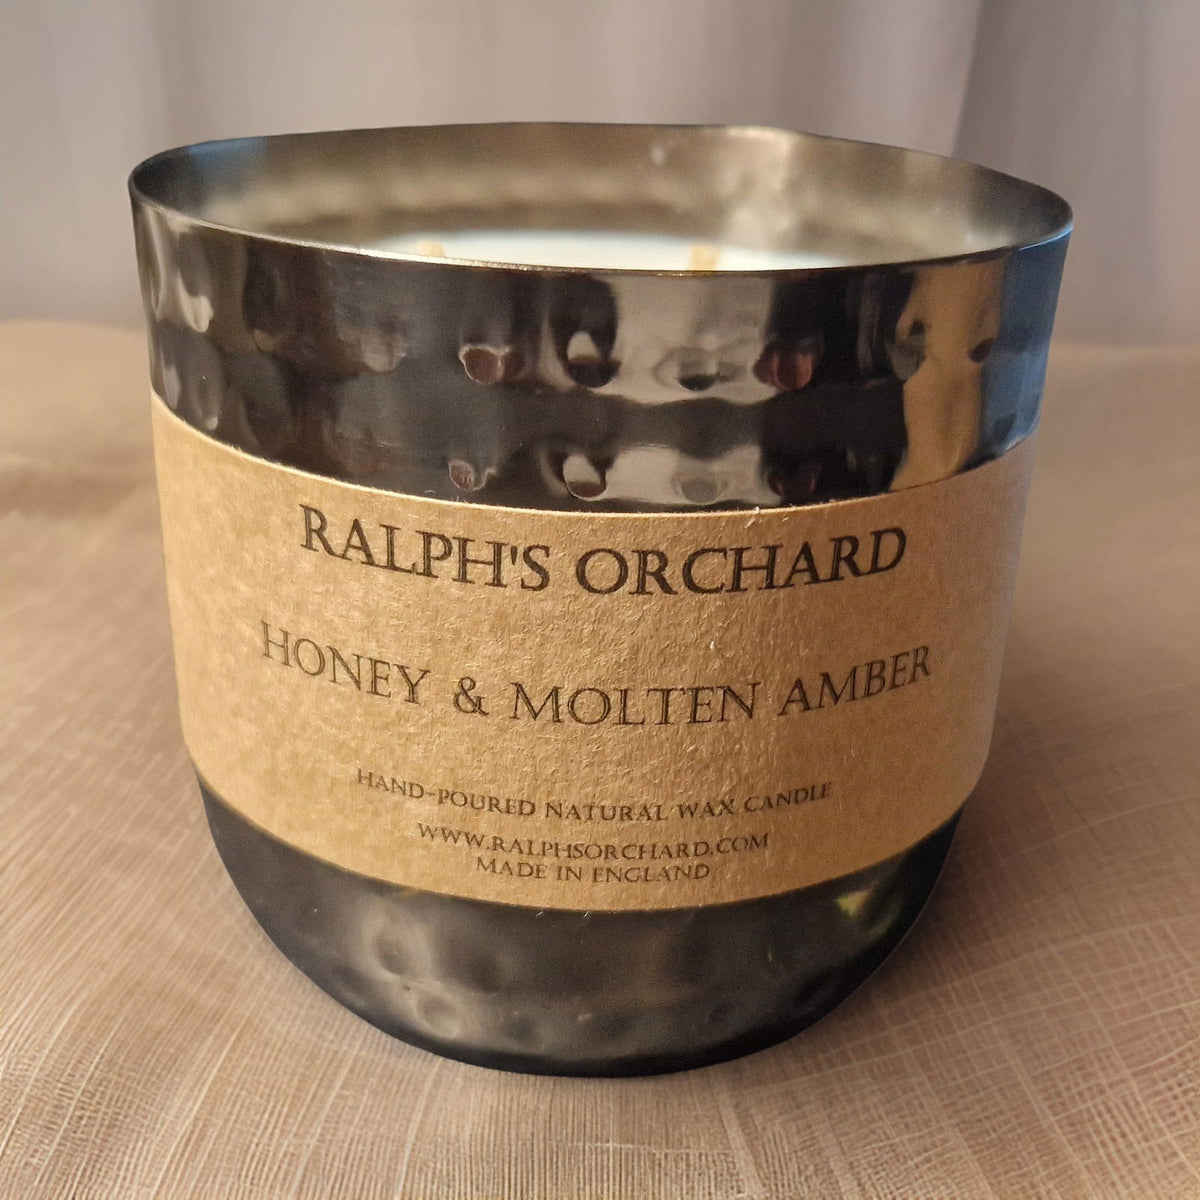 RALPH'S ORCHARD
HONEY & MOLTEN AMBER
HAND-POURED NATURAL WAX CANDLE
WWW.RALPHSORCHARD.COM
MADE IN ENGLAND